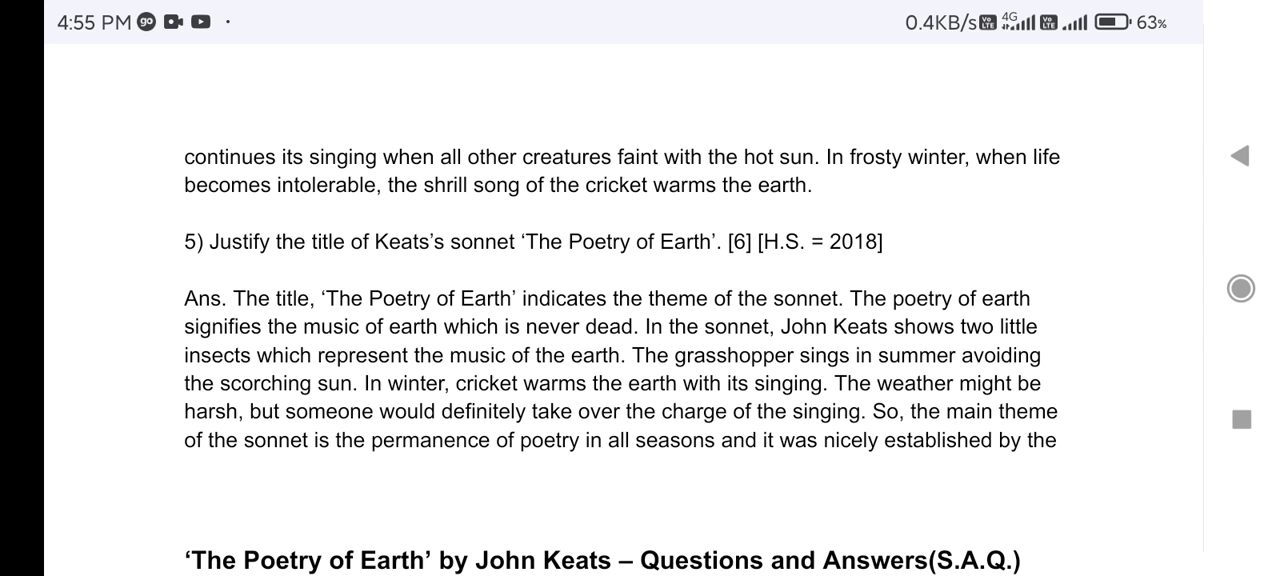 4:55 PM go ·
0.4KB/s Vo LTE 4G Vo LTE 63%
continues its singing when all other creatures faint with the hot sun. In frosty winter, when life
becomes intolerable, the shrill song of the cricket warms the earth.
5) Justify the title of Keats’s sonnet ‘The Poetry of Earth’. [6] [H.S. = 2018]
Ans. The title, ‘The Poetry of Earth’ indicates the theme of the sonnet. The poetry of earth
signifies the music of earth which is never dead. In the sonnet, John Keats shows two little
insects which represent the music of the earth. The grasshopper sings in summer avoiding
the scorching sun. In winter, cricket warms the earth with its singing. The weather might be
harsh, but someone would definitely take over the charge of the singing. So, the main theme
of the sonnet is the permanence of poetry in all seasons and it was nicely established by the
‘The Poetry of Earth’ by John Keats – Questions and Answers(S.A.Q.)